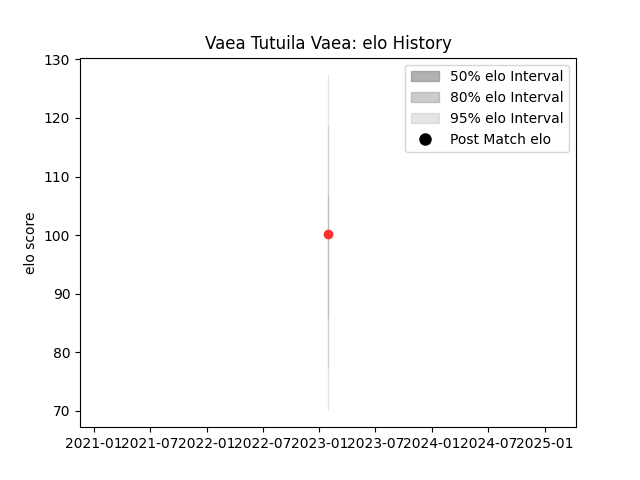 Vaea Tutuila Vaea: elo History
130
120
110
100
90
80
70
elo score
50% elo Interval
80% elo Interval
95% elo Interval
Post Match elo
2021-01 2021-07 2022-01 2022-07 2023-01 2023-07 2024-01 2024-07 2025-01